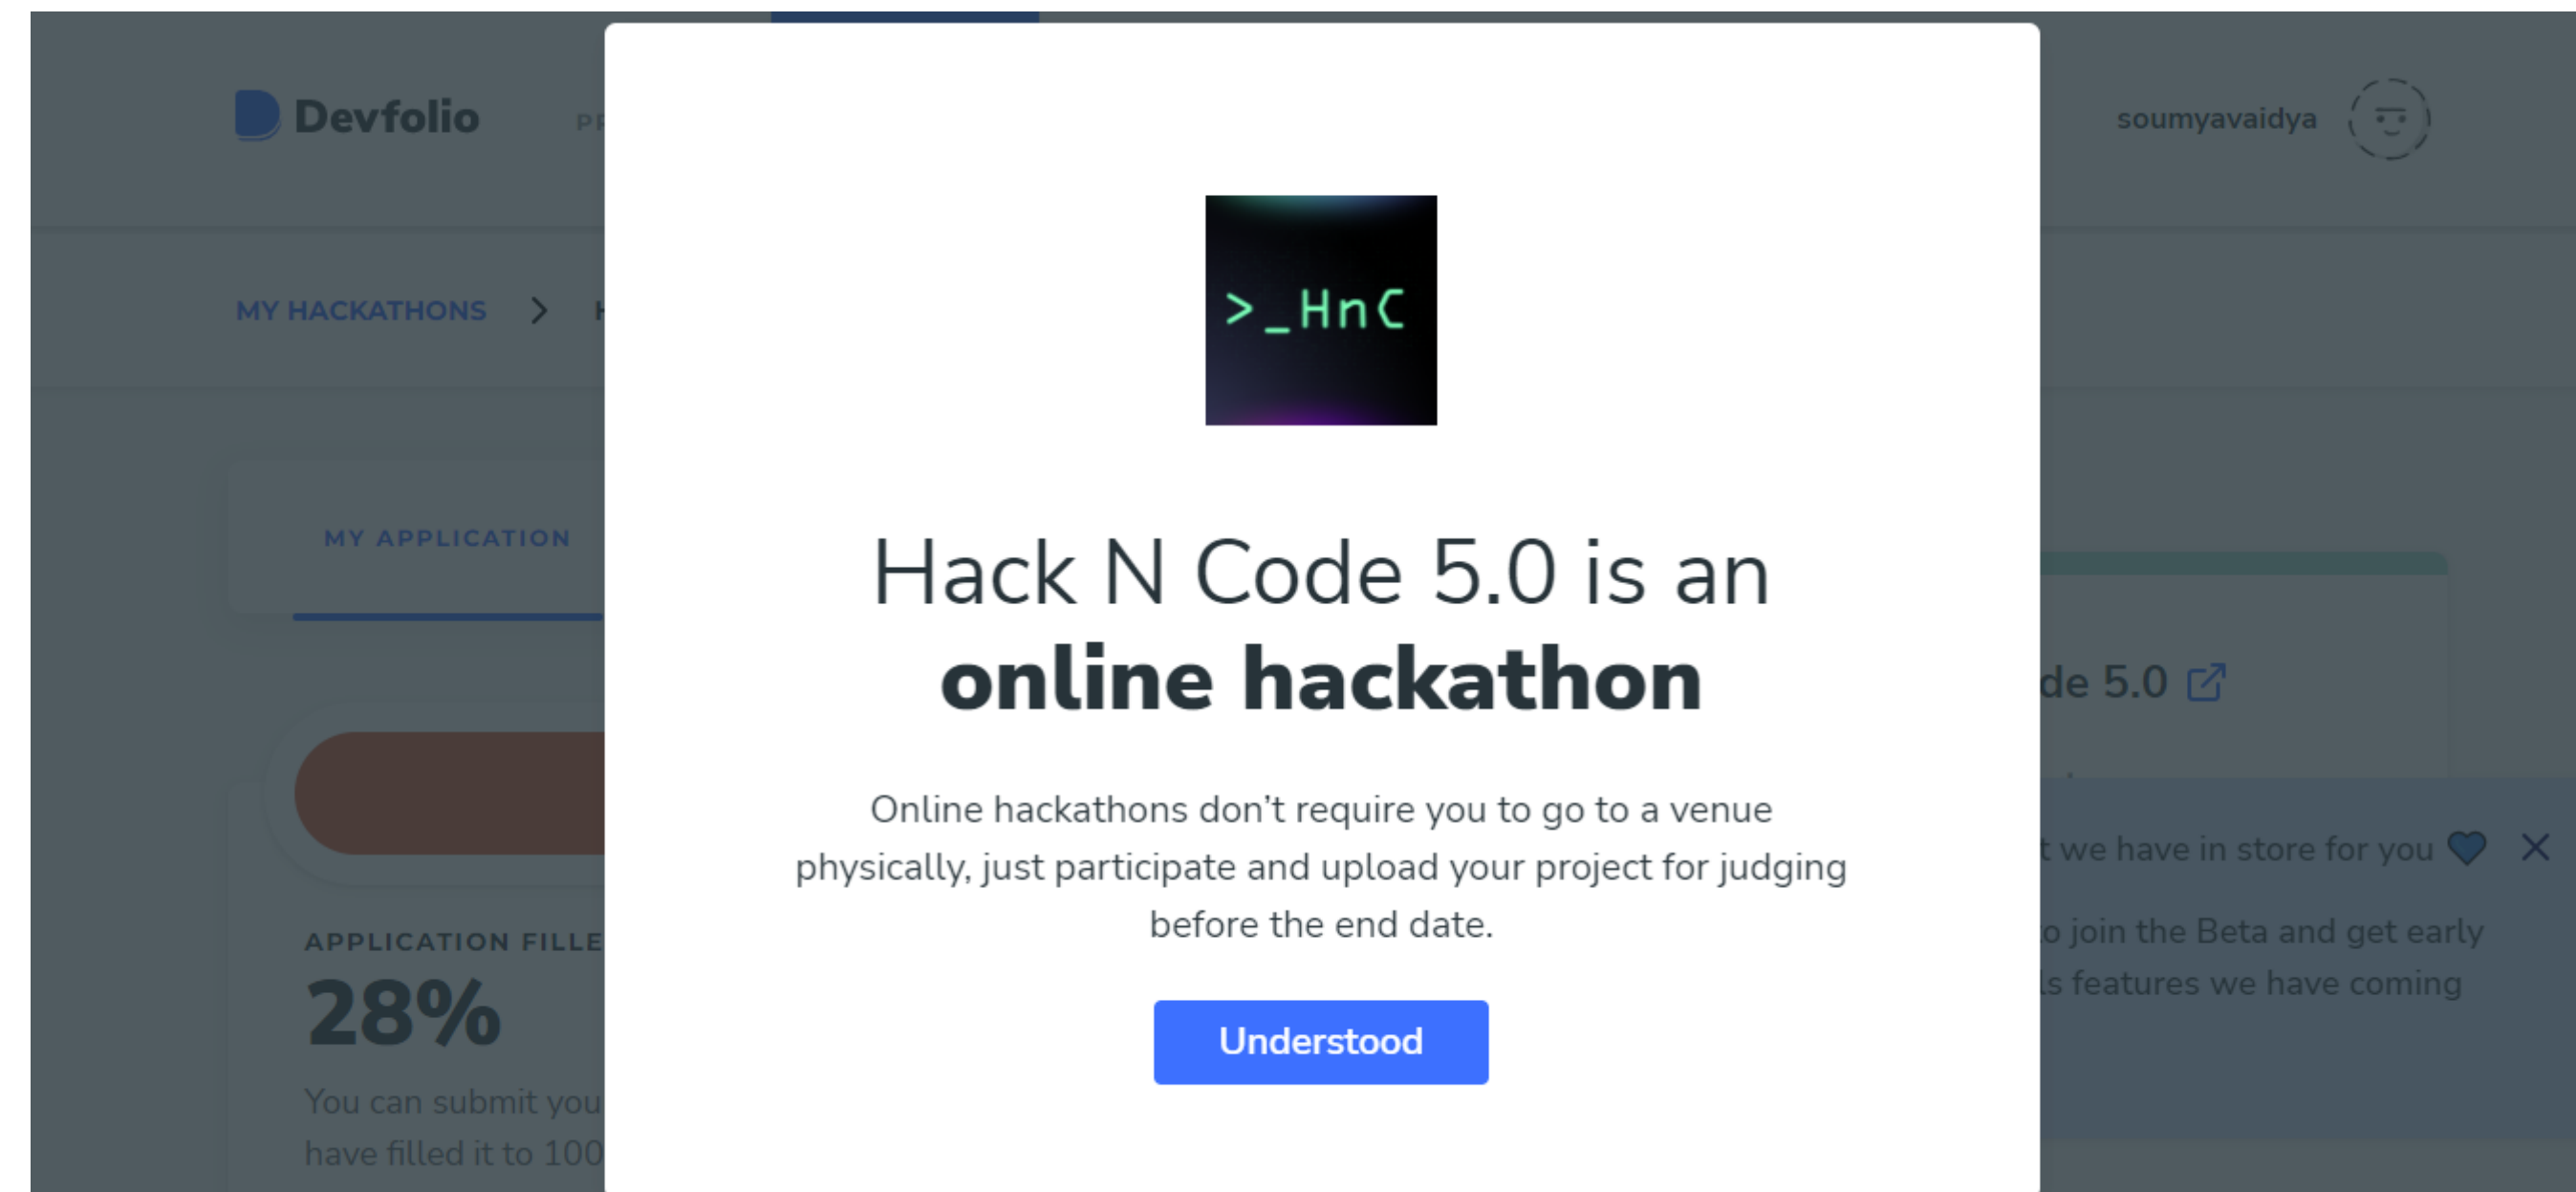 Devfolio
soumyavaidya
MY HACKATHONS
>_HnC
MY APPLICATION
Hack N Code 5.0 is an
online hackathon
de 5.0
Online hackathons don't require you to go to a venue
physically, just participate and upload your project for judging
before the end date.
Understood
APPLICATION FILLE
28%
You can submit you
have filled it to 100
t we have in store for you
o join the Beta and get early
ls features we have coming